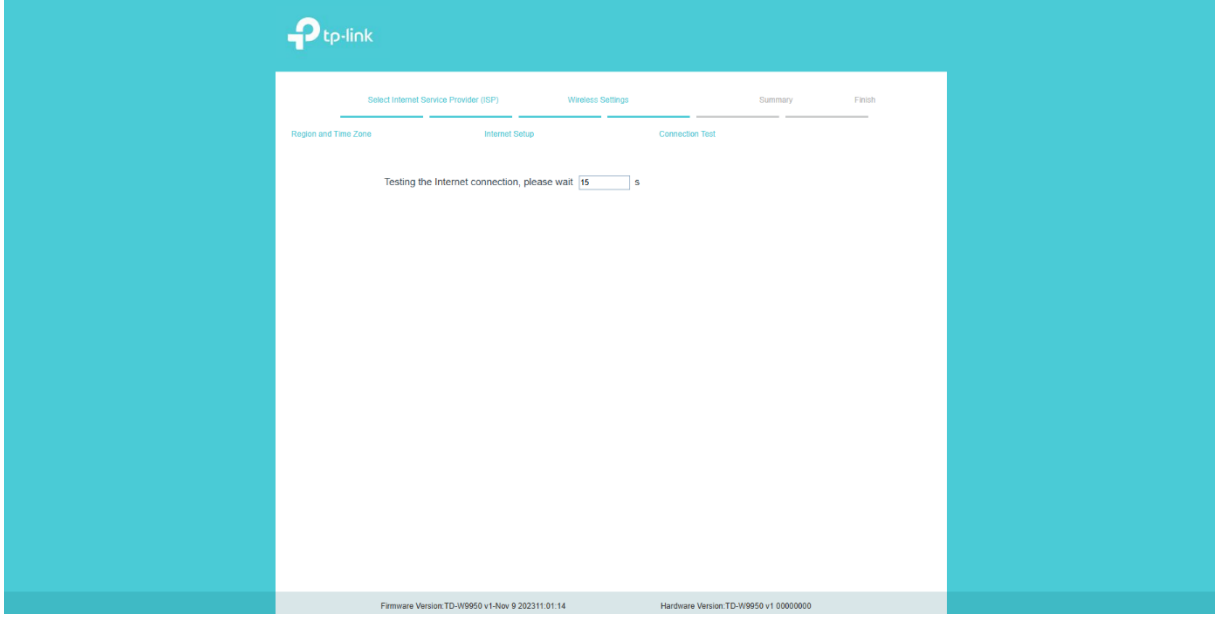 tp-link
Select Internet Service Provider (ISP) Wireless Settings Summary Finish
Region and Time Zone Internet Setup Connection Test
Testing the Internet connection, please wait 15 s
Firmware Version:TD-W9950 v1-Nov 9 202311:01:14 Hardware Version:TD-W9950 v1 00000000